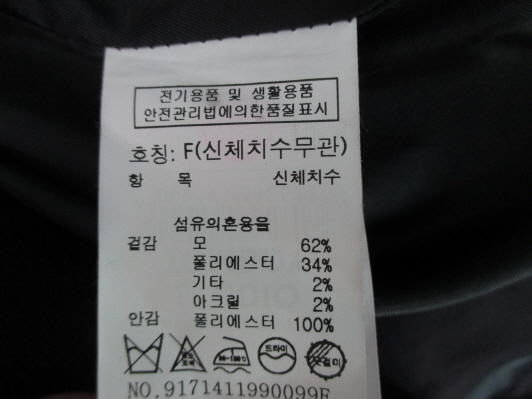 전기용품 및 생활용품
안전관리법에의한품질표시
호칭: F(신체치수무관)
항 목 신체치수
섬유의혼용율
겉감 모 62%
폴리에스터 34%
기타 2%
아크릴 2%
안감 폴리에스터 100%
드라이
NO.9171411990099F